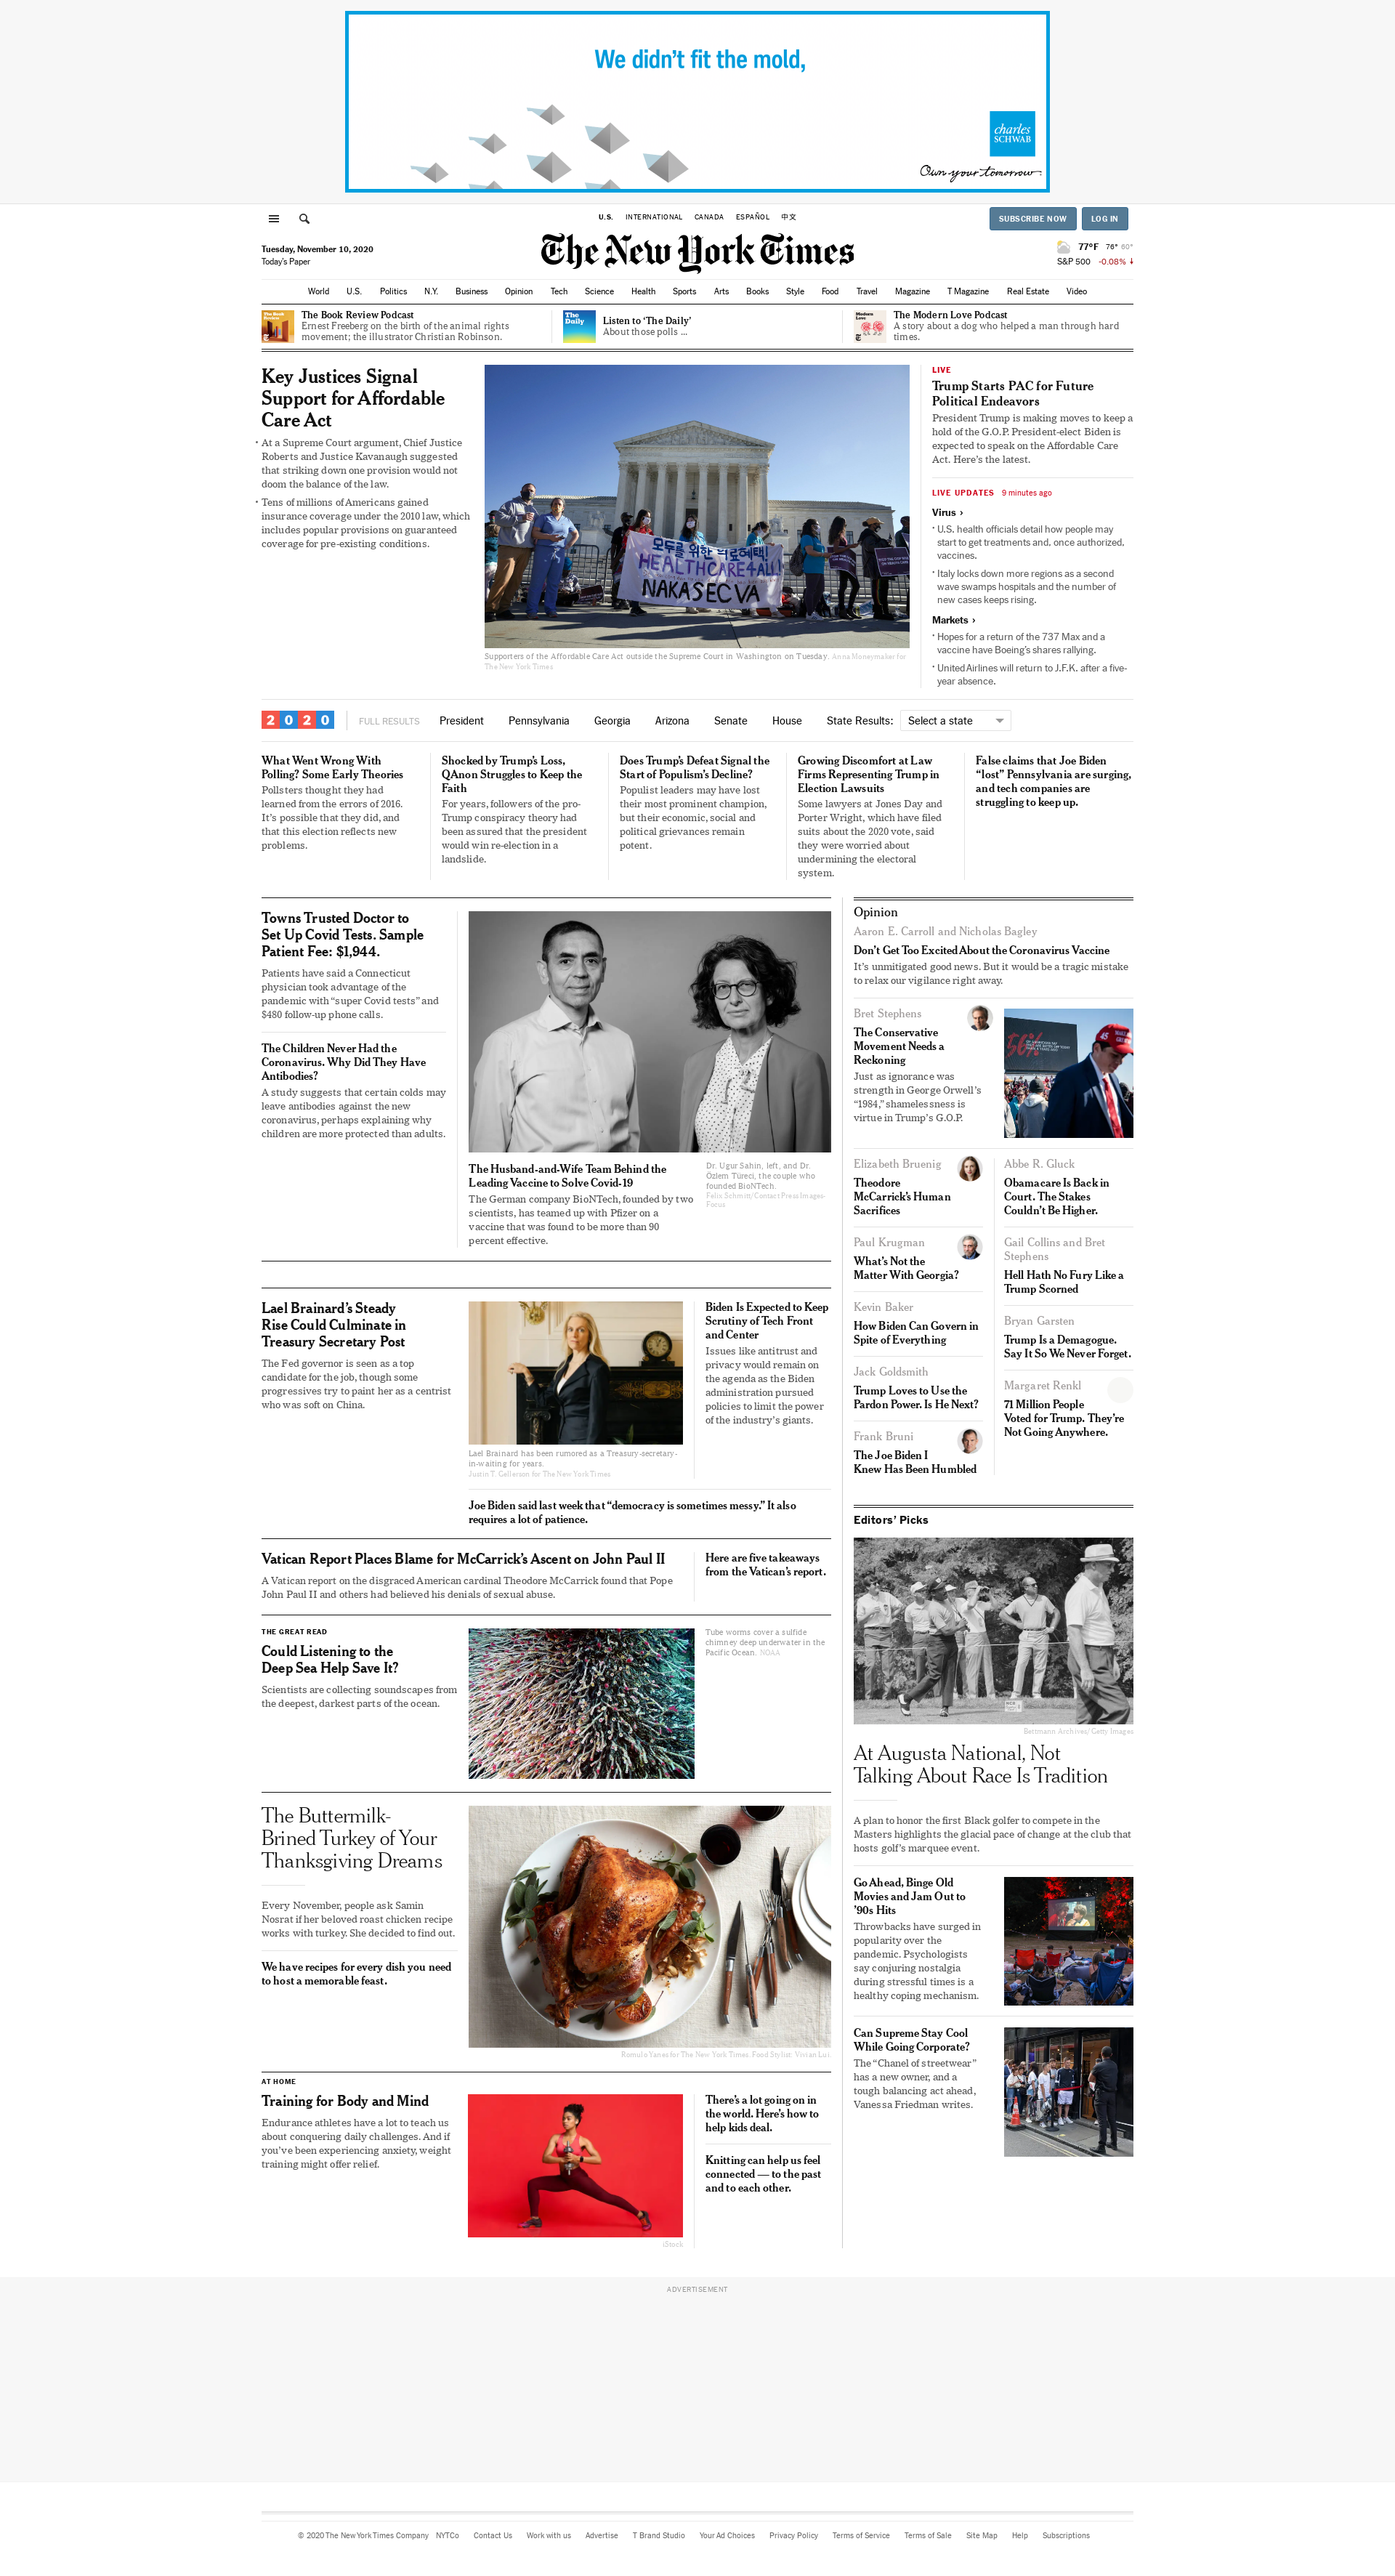 We didn't fit the mold,
charles
SCHWAB
Own your tomorrow.
U.S. INTERNATIONAL CANADA ESPAÑOL 中文
SUBSCRIBE NOW LOG IN
Tuesday, November 10, 2020
Today's Paper
The New York Times
77°F 76° 60°
S&P 500 -0.08%
World U.S. Politics N.Y. Business Opinion Tech Science Health Sports Arts Books Style Food Travel Magazine T Magazine Real Estate Video
The Book Review Podcast
Ernest Freeberg on the birth of the animal rights
movement; the illustrator Christian Robinson.
The
Daily
Listen to 'The Daily'
About those polls ...
Modern
Love
The Modern Love Podcast
A story about a dog who helped a man through hard
times.
Key Justices Signal
Support for Affordable
Care Act
At a Supreme Court argument, Chief Justice
Roberts and Justice Kavanaugh suggested
that striking down one provision would not
doom the balance of the law.
Tens of millions of Americans gained
insurance coverage under the 2010 law, which
includes popular provisions on guaranteed
coverage for pre-existing conditions.
모두를 위한 의료혜택!
HEALTHCARE4ALL!
NAKASECVA
Supporters of the Affordable Care Act outside the Supreme Court in Washington on Tuesday. Anna Moneymaker for
The New York Times
LIVE
Trump Starts PAC for Future
Political Endeavors
President Trump is making moves to keep a
hold of the G.O.P. President-elect Biden is
expected to speak on the Affordable Care
Act. Here's the latest.
LIVE UPDATES 9 minutes ago
Virus ›
U.S. health officials detail how people may
start to get treatments and, once authorized,
vaccines.
Italy locks down more regions as a second
wave swamps hospitals and the number of
new cases keeps rising.
Markets ›
Hopes for a return of the 737 Max and a
vaccine have Boeing's shares rallying.
United Airlines will return to J.F.K. after a five-
year absence.
2020 FULL RESULTS President Pennsylvania Georgia Arizona Senate House State Results: Select a state
What Went Wrong With
Polling? Some Early Theories
Pollsters thought they had
learned from the errors of 2016.
It's possible that they did, and
that this election reflects new
problems.
Shocked by Trump's Loss,
QAnon Struggles to Keep the
Faith
For years, followers of the pro-
Trump conspiracy theory had
been assured that the president
would win re-election in a
landslide.
Does Trump's Defeat Signal the
Start of Populism's Decline?
Populist leaders may have lost
their most prominent champion,
but their economic, social and
political grievances remain
potent.
Growing Discomfort at Law
Firms Representing Trump in
Election Lawsuits
Some lawyers at Jones Day and
Porter Wright, which have filed
suits about the 2020 vote, said
they were worried about
undermining the electoral
system.
False claims that Joe Biden
“lost” Pennsylvania are surging,
and tech companies are
struggling to keep up.
Towns Trusted Doctor to
Set Up Covid Tests. Sample
Patient Fee: $1,944.
Patients have said a Connecticut
physician took advantage of the
pandemic with “super Covid tests” and
$480 follow-up phone calls.
The Children Never Had the
Coronavirus. Why Did They Have
Antibodies?
A study suggests that certain colds may
leave antibodies against the new
coronavirus, perhaps explaining why
children are more protected than adults.
The Husband-and-Wife Team Behind the
Leading Vaccine to Solve Covid-19
The German company BioNTech, founded by two
scientists, has teamed up with Pfizer on a
vaccine that was found to be more than 90
percent effective.
Dr. Ugur Sahin, left, and Dr.
Özlem Türeci, the couple who
founded BioNTech.
Felix Schmitt/Contact Press Images-
Focus
Lael Brainard's Steady
Rise Could Culminate in
Treasury Secretary Post
The Fed governor is seen as a top
candidate for the job, though some
progressives try to paint her as a centrist
who was soft on China.
Lael Brainard has been rumored as a Treasury-secretary-
in-waiting for years.
Justin T. Gellerson for The New York Times
Biden Is Expected to Keep
Scrutiny of Tech Front
and Center
Issues like antitrust and
privacy would remain on
the agenda as the Biden
administration pursued
policies to limit the power
of the industry's giants.
Joe Biden said last week that “democracy is sometimes messy.” It also
requires a lot of patience.
Vatican Report Places Blame for McCarrick's Ascent on John Paul II
A Vatican report on the disgraced American cardinal Theodore McCarrick found that Pope
John Paul II and others had believed his denials of sexual abuse.
Here are five takeaways
from the Vatican's report.
THE GREAT READ
Could Listening to the
Deep Sea Help Save It?
Scientists are collecting soundscapes from
the deepest, darkest parts of the ocean.
Tube worms cover a sulfide
chimney deep underwater in the
Pacific Ocean. NOAA
The Buttermilk-
Brined Turkey of Your
Thanksgiving Dreams
Every November, people ask Samin
Nosrat if her beloved roast chicken recipe
works with turkey. She decided to find out.
We have recipes for every dish you need
to host a memorable feast.
Romulo Yanes for The New York Times. Food Stylist: Vivian Lui.
AT HOME
Training for Body and Mind
Endurance athletes have a lot to teach us
about conquering daily challenges. And if
you've been experiencing anxiety, weight
training might offer relief.
iStock
There's a lot going on in
the world. Here's how to
help kids deal.
Knitting can help us feel
connected — to the past
and to each other.
Opinion
Aaron E. Carroll and Nicholas Bagley
Don't Get Too Excited About the Coronavirus Vaccine
It's unmitigated good news. But it would be a tragic mistake
to relax our vigilance right away.
Bret Stephens
The Conservative
Movement Needs a
Reckoning
Just as ignorance was
strength in George Orwell's
“1984,” shamelessness is
virtue in Trump's G.O.P.
56%
Elizabeth Bruenig
Theodore
McCarrick's Human
Sacrifices
Abbe R. Gluck
Obamacare Is Back in
Court. The Stakes
Couldn't Be Higher.
Paul Krugman
What's Not the
Matter With Georgia?
Gail Collins and Bret
Stephens
Hell Hath No Fury Like a
Trump Scorned
Kevin Baker
How Biden Can Govern in
Spite of Everything
Bryan Garsten
Trump Is a Demagogue.
Say It So We Never Forget.
Jack Goldsmith
Trump Loves to Use the
Pardon Power. Is He Next?
Margaret Renkl
71 Million People
Voted for Trump. They're
Not Going Anywhere.
Frank Bruni
The Joe Biden I
Knew Has Been Humbled
Editors' Picks
Bettmann Archives/Getty Images
At Augusta National, Not
Talking About Race Is Tradition
A plan to honor the first Black golfer to compete in the
Masters highlights the glacial pace of change at the club that
hosts golf's marquee event.
Go Ahead, Binge Old
Movies and Jam Out to
'90s Hits
Throwbacks have surged in
popularity over the
pandemic. Psychologists
say conjuring nostalgia
during stressful times is a
healthy coping mechanism.
Can Supreme Stay Cool
While Going Corporate?
The “Chanel of streetwear”
has a new owner, and a
tough balancing act ahead,
Vanessa Friedman writes.
ADVERTISEMENT
© 2020 The New York Times Company NYTCo Contact Us Work with us Advertise T Brand Studio Your Ad Choices Privacy Policy Terms of Service Terms of Sale Site Map Help Subscriptions